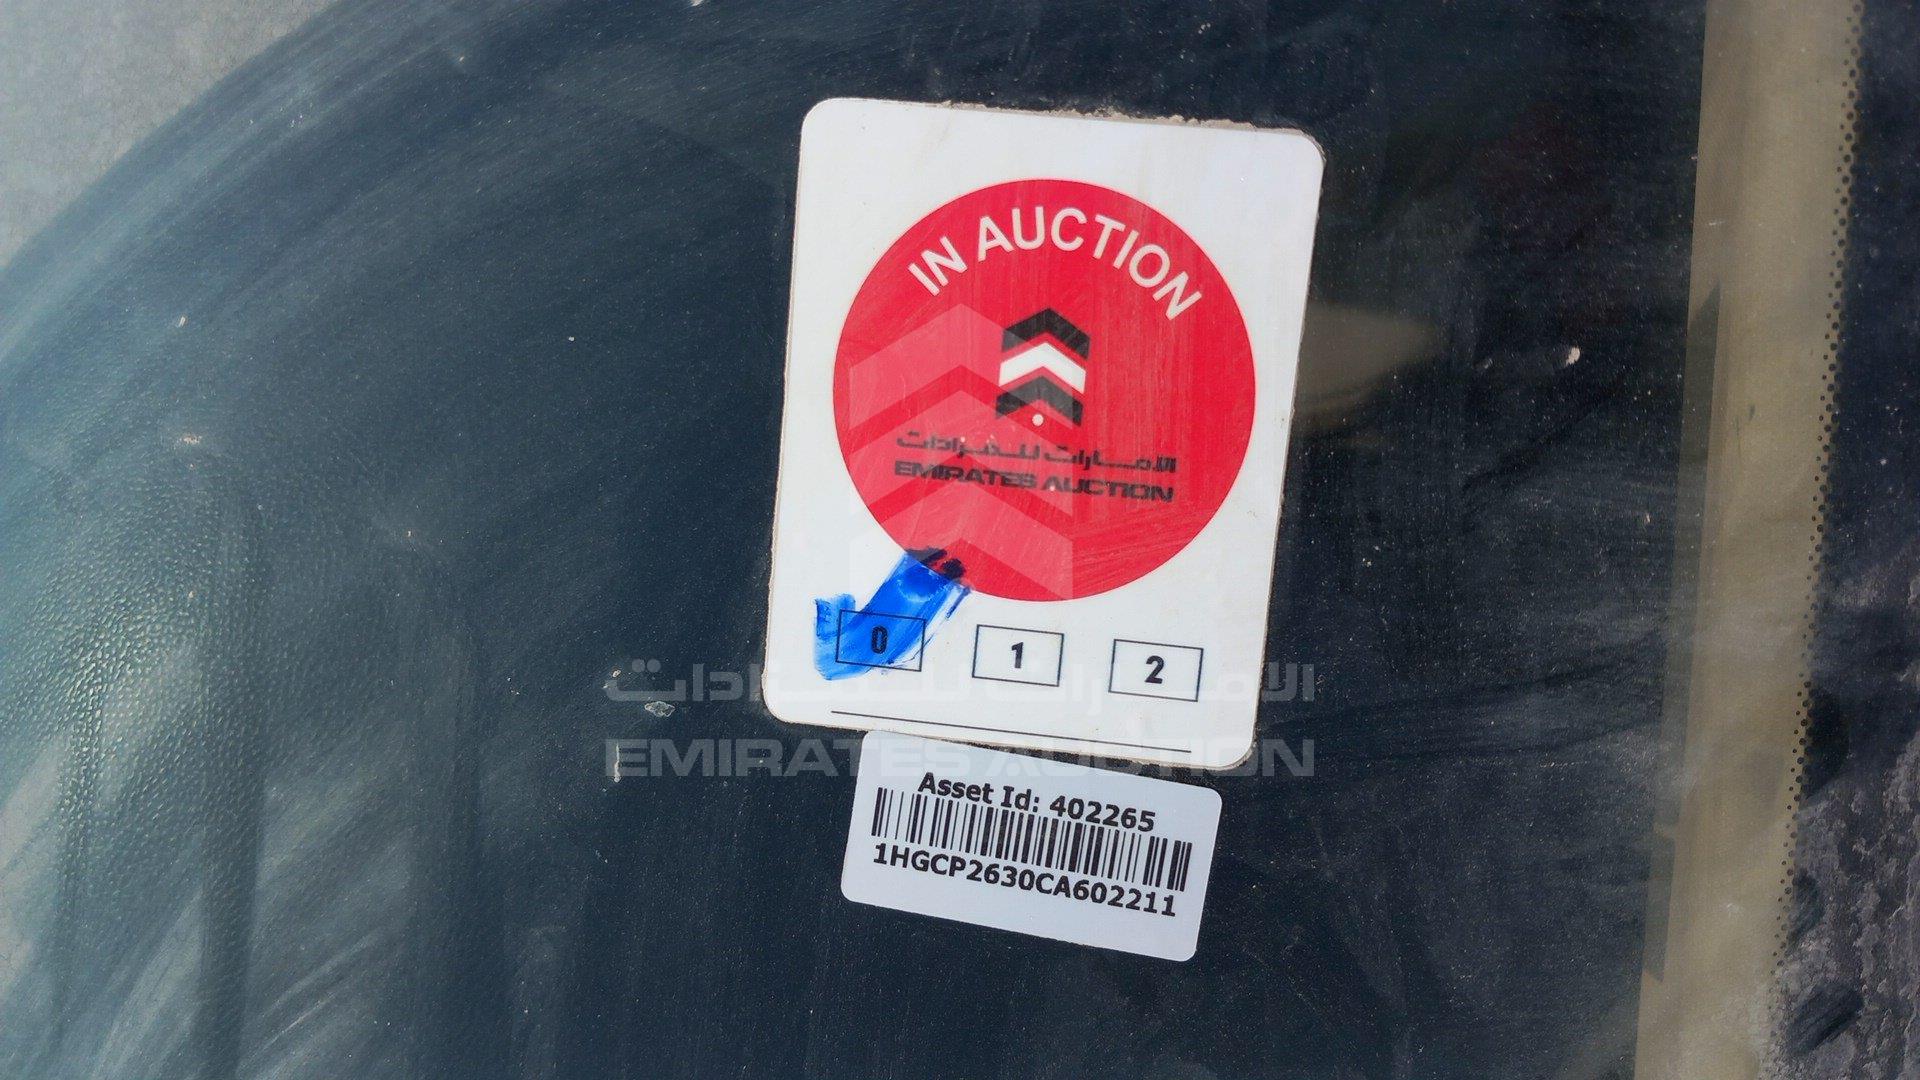 IN AUCTION
الامارات للمزادات
EMIRATES AUCTION
0 1 2
الامارات للمزادات
EMIRATES AUCTION
Asset Id: 402265
1HGCP2630CA602211